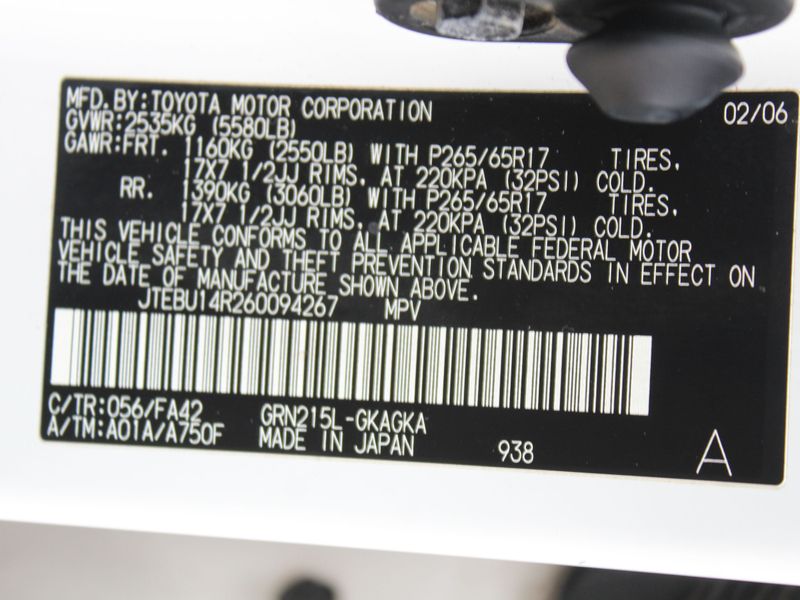 MFD. BY: TOYOTA MOTOR CORPORATION 02/06
GVWR: 2535KG (5580LB)
GAWR: FRT. 1160KG (2550LB) WITH P265/65R17 TIRES,
17X7 1/2JJ RIMS, AT 220KPA (32PSI) COLD.
RR. 1390KG (3060LB) WITH P265/65R17 TIRES,
17X7 1/2JJ RIMS, AT 220KPA (32PSI) COLD.
THIS VEHICLE CONFORMS TO ALL APPLICABLE FEDERAL MOTOR
VEHICLE SAFETY AND THEFT PREVENTION STANDARDS IN EFFECT ON
THE DATE OF MANUFACTURE SHOWN ABOVE.
JTEBU14R260094267 MPV
C/TR: 056/FA42 GRN215L-GKAGKA
A/TM: A01A/A750F MADE IN JAPAN 938 A